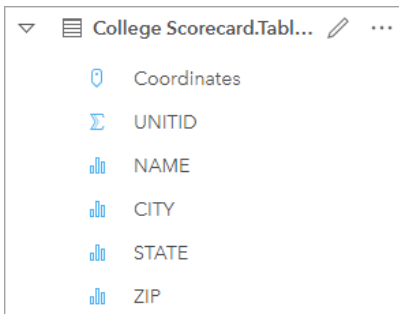 College Scorecard.Tabl...
Coordinates
UNITID
NAME
CITY
STATE
ZIP